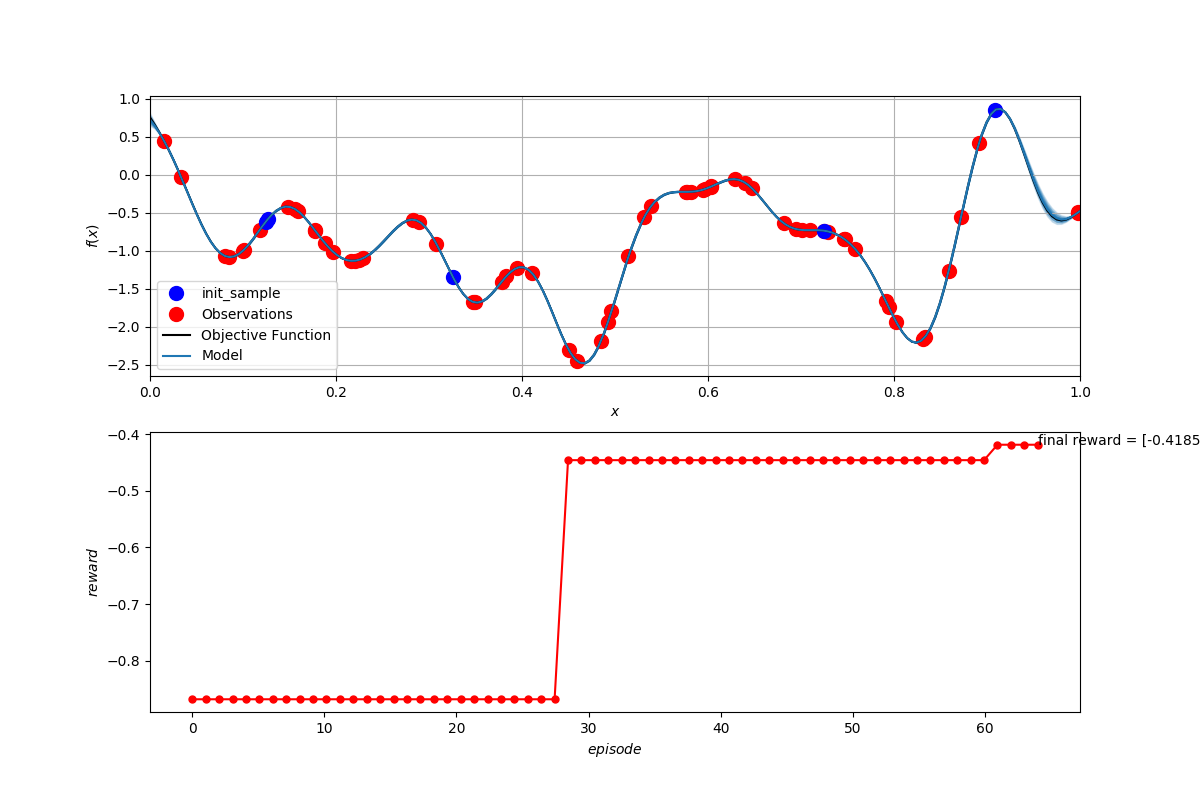 1.0
0.5
0.0
−0.5
−1.0
−1.5
−2.0
−2.5
f(x)
init_sample
Observations
Objective Function
Model
0.0 0.2 0.4 0.6 0.8 1.0
x
−0.4
−0.5
−0.6
−0.7
−0.8
reward
final reward = [-0.4185
0 10 20 30 40 50 60
episode